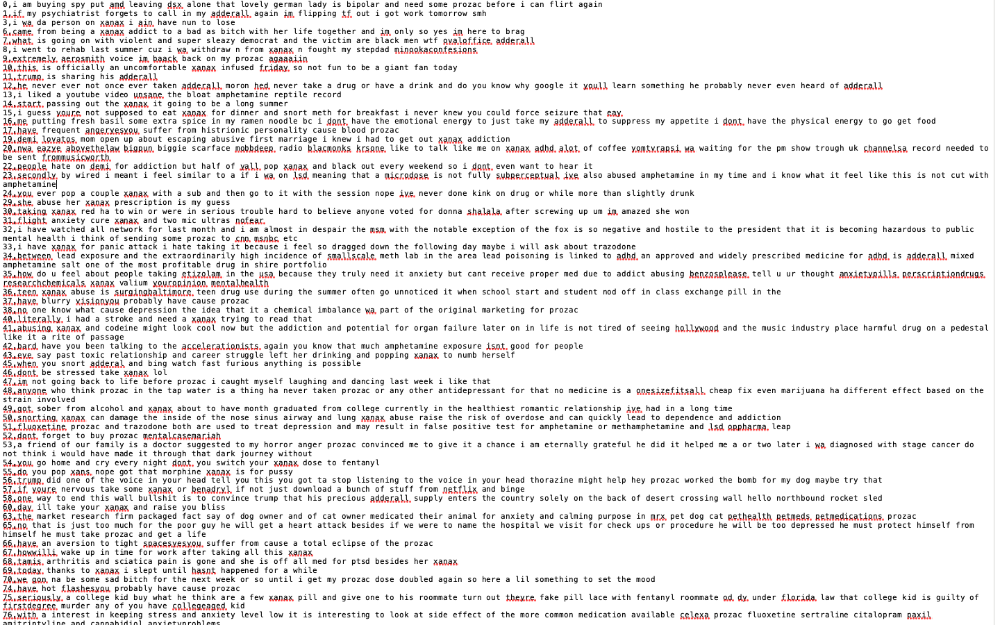 0,i am buying spy put amd leaving dsx alone that lovely german lady is bipolar and need some prozac before i can flirt again
1,if my psychiatrist forgets to call in my adderall again im flipping tf out i got work tomorrow smh
3,i wa da person on xanax i ain have nun to lose
6,came from being a xanax addict to a bad as bitch with her life together and im only so yes im here to brag
7,what is going on with violent and super sleazy democrat and the victim are black men wtf ovaloffice adderall
8,i went to rehab last summer cuz i wa withdraw n from xanax n fought my stepdad minookaconfesions
9,extremely aerosmith voice im baack back on my prozac agaaaiin
10,this is officially an uncomfortable xanax infused friday so not fun to be a giant fan today
11,trump is sharing his adderall
12,he never ever not once ever taken adderall moron hed never take a drug or have a drink and do you know why google it youll learn something he probably never even heard of adderall
13,i liked a youtube video unsane the bloat amphetamine reptile record
14,start passing out the xanax it going to be a long summer
15,i guess youre not supposed to eat xanax for dinner and snort meth for breakfast i never knew you could force seizure that eay
16,me putting fresh basil some extra spice in my ramen noodle bc i dont have the emotional energy to just take my adderall to suppress my appetite i dont have the physical energy to go get food
17,have frequent angeryesyou suffer from histrionic personality cause blood prozac
19,demi lovatos mom open up about escaping abusive first marriage i knew i had to get out xanax addiction
20,nwa eazye abovethelaw bigpun biggie scarface mobbdeep radio blacmonks krsone like to talk like me on xanax adhd alot of coffee vomtvrapsi wa waiting for the pm show trough uk channelsa record needed to
be sent frommusicworth
22,people hate on demi for addiction but half of yall pop xanax and black out every weekend so i dont even want to hear it
23,secondly by wired i meant i feel similar to a if i wa on lsd meaning that a microdose is not fully subperceptual ive also abused amphetamine in my time and i know what it feel like this is not cut with
amphetamine
24,you ever pop a couple xanax with a sub and then go to it with the session nope ive never done kink on drug or while more than slightly drunk
29,she abuse her xanax prescription is my guess
30,taking xanax red ha to win or were in serious trouble hard to believe anyone voted for donna shalala after screwing up um im amazed she won
31,flight anxiety cure xanax and two mic ultras nofear
32,i have watched all network for last month and i am almost in despair the msm with the notable exception of the fox is so negative and hostile to the president that it is becoming hazardous to public
mental health i think of sending some prozac to cnn msnbc etc
33,i have xanax for panic attack i hate taking it because i feel so dragged down the following day maybe i will ask about trazodone
34,between lead exposure and the extraordinarily high incidence of smallscale meth lab in the area lead poisoning is linked to adhd an approved and widely prescribed medicine for adhd is adderall mixed
amphetamine salt one of the most profitable drug in shire portfolio
35,how do u feel about people taking etizolam in the usa because they truly need it anxiety but cant receive proper med due to addict abusing benzosplease tell u ur thought anxietypills perscriptiondrugs
researchchemicals xanax valium youropinion mentalhealth
36,teen xanax abuse is singinghaltimorre teen drug use during the summer often go unnoticed it when school start and student nod off in class exchange pill in the
37,have blurry visionyou probably have cause prozac
38,no one know what cause depression the idea that it a chemical imbalance wa part of the original marketing for prozac
40,literally i had a stroke and need a xanax trying to read that
41,abusing xanax and codeine might look cool now but the addiction and potential for organ failure later on in life is not tired of seeing hollywood and the music industry place harmful drug on a pedestal
like it a rite of passage
42,bard have you been talking to the accelerationists again you know that much amphetamine exposure isnt good for people
43,eve say past toxic relationship and career struggle left her drinking and popping xanax to numb herself
45,when you snort adderal and bing watch fast furious anything is possible
46,dont be stressed take xanax lol
47,im not going back to life before prozac i caught myself laughing and dancing last week i like that
48,anyone who think prozac in the tap water is a thing ha never taken prozac or any other antidepressant for that no medicine is a onesizefitsall cheap fix even marijuana ha different effect based on the
strain involved
49,got sober from alcohol and xanax about to have month graduated from college currently in the healthiest romantic relationship ive had in a long time
50,snorting xanax can damage the inside of the nose sinus airway and lung xanax abuse raise the risk of overdose and can quickly lead to dependence and addiction
51,fluoxetine prozac and trazodone both are used to treat depression and may result in false positive test for amphetamine or methamphetamine and lsd oppharma leap
52,dont forget to buy prozac mentalcasemariah
53,a friend of our family is a doctor suggested to my horror anger prozac convinced me to give it a chance i am eternally grateful he did it helped me a or two later i wa diagnosed with stage cancer do
not think i would have made it through that dark journey without
54,you go home and cry every night dont you switch your xanax dose to fentanyl
55,do you pop xans nope got that morphine xanax is for pussy
56,trump did one of the voice in your head tell you this you got ta stop listening to the voice in your head thorazine might help hey prozac worked the bomb for my dog maybe try that
57,if youre nervous take some xanax or benadryl if not just download a bunch of stuff from netflix and binge
58,one way to end this wall bullshit is to convince trump that his precious adderall supply enters the country solely on the back of desert crossing wall hello northbound rocket sled
60,day ill take your xanax and raise you bliss
63,the market research firm packaged fact say of dog owner and of cat owner medicated their animal for anxiety and calming purpose in mrx pet dog cat pethealth petmeds petmedications prozac
that is just too much for the poor guy he will get a heart attack besides if we were to name the hospital we visit for check ups or procedure he will be too depressed he must protect himself from
himself he must take prozac and get a life
66,have an aversion to tight spacesyesyou suffer from cause a total eclipse of the prozac
67,howwilli wake up in time for work after taking all this xanax
68,tamis arthritis and sciatica pain is gone and she is off all med for ptsd besides her xanax
69,today thanks to xanax i slept until hasnt happened for a while
70,we gon na be some sad bitch for the next week or so until i get my prozac dose doubled again so here a lil something to set the mood
74,have hot flashesyou probably have cause prozac
75,seriously a college kid buy what he think are a few xanax pill and give one to his roommate turn out theyre fake pill lace with fentanyl roommate od dy under florida law that college kid is guilty of
firstdegree murder any of you have collegeaged kid
76,with a interest in keeping stress and anxiety level low it is interesting to look at side effect of the more common medication available celexa prozac fluoxetine sertraline citalopram paxil
amitriptyline and cannabidiol anxietyproblems